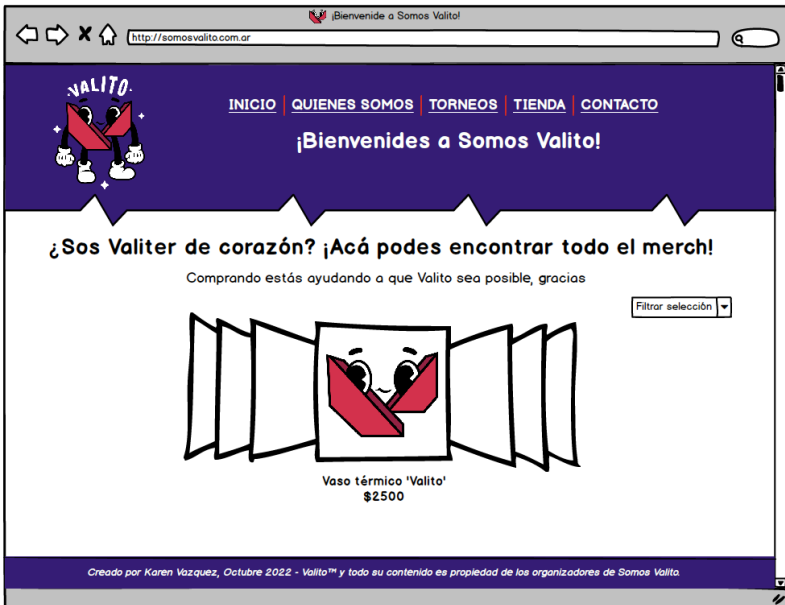 ¡Bienvenide a Somos Valito!
http://somosvalito.com.ar
VALITO
INICIO | QUIENES SOMOS | TORNEOS | TIENDA | CONTACTO
¡Bienvenides a Somos Valito!
¿Sos Valiter de corazón? ¡Acá podes encontrar todo el merch!
Comprando estás ayudando a que Valito sea posible, gracias
Filtrar selección
Vaso térmico 'Valito'
$2500
Creado por Karen Vazquez, Octubre 2022 - Valito™ y todo su contenido es propiedad de los organizadores de Somos Valito.